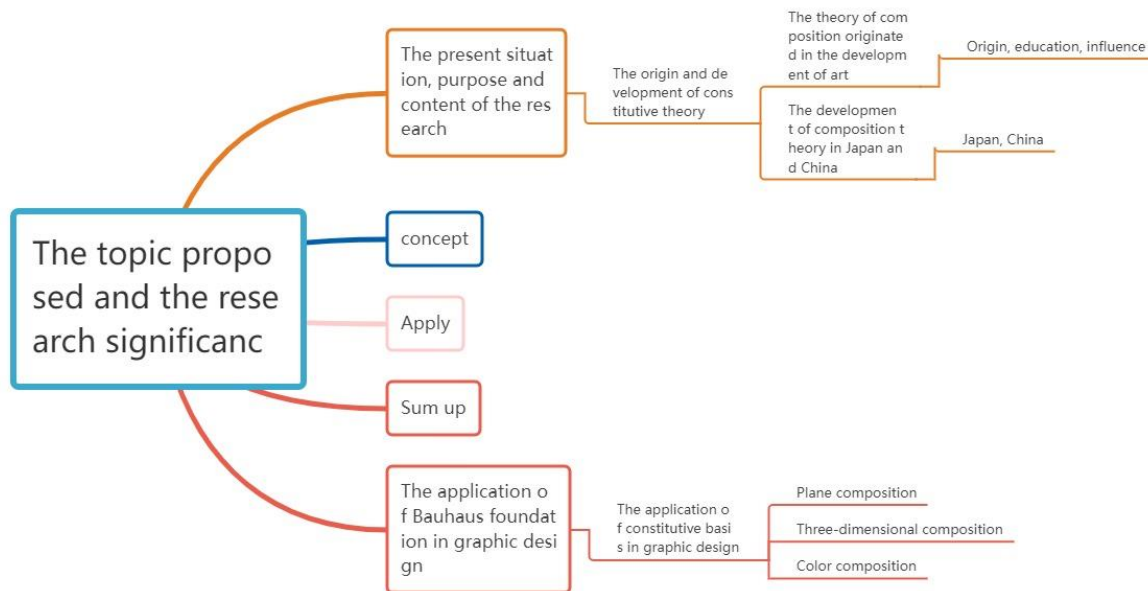 The topic propo
sed and the rese
arch significanc
The present situat
ion, purpose and
content of the res
earch
The origin and de
velopment of cons
titutive theory
The theory of com
position originate
d in the developm
ent of art
Origin, education, influence
The developmen
t of composition t
heory in Japan an
d China
Japan, China
concept
Apply
Sum up
The application o
f Bauhaus foundat
ion in graphic desi
gn
The application o
f constitutive basi
s in graphic design
Plane composition
Three-dimensional composition
Color composition